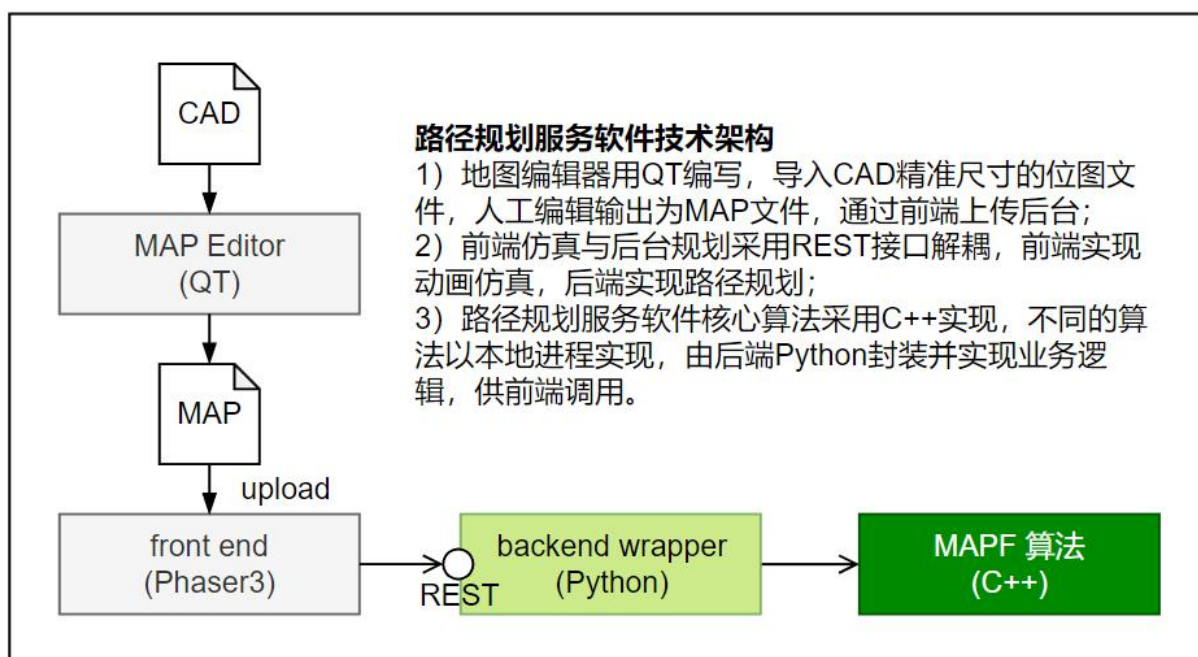 CAD
MAP Editor
(QT)
MAP
upload
front end
(Phaser3)
REST
backend wrapper
(Python)
MAPF 算法
(C++)
路径规划服务软件技术架构
1）地图编辑器用QT编写，导入CAD精准尺寸的位图文
件，人工编辑输出为MAP文件，通过前端上传后台；
2）前端仿真与后台规划采用REST接口解耦，前端实现
动画仿真，后端实现路径规划；
3）路径规划服务软件核心算法采用C++实现，不同的算
法以本地进程实现，由后端Python封装并实现业务逻
辑，供前端调用。